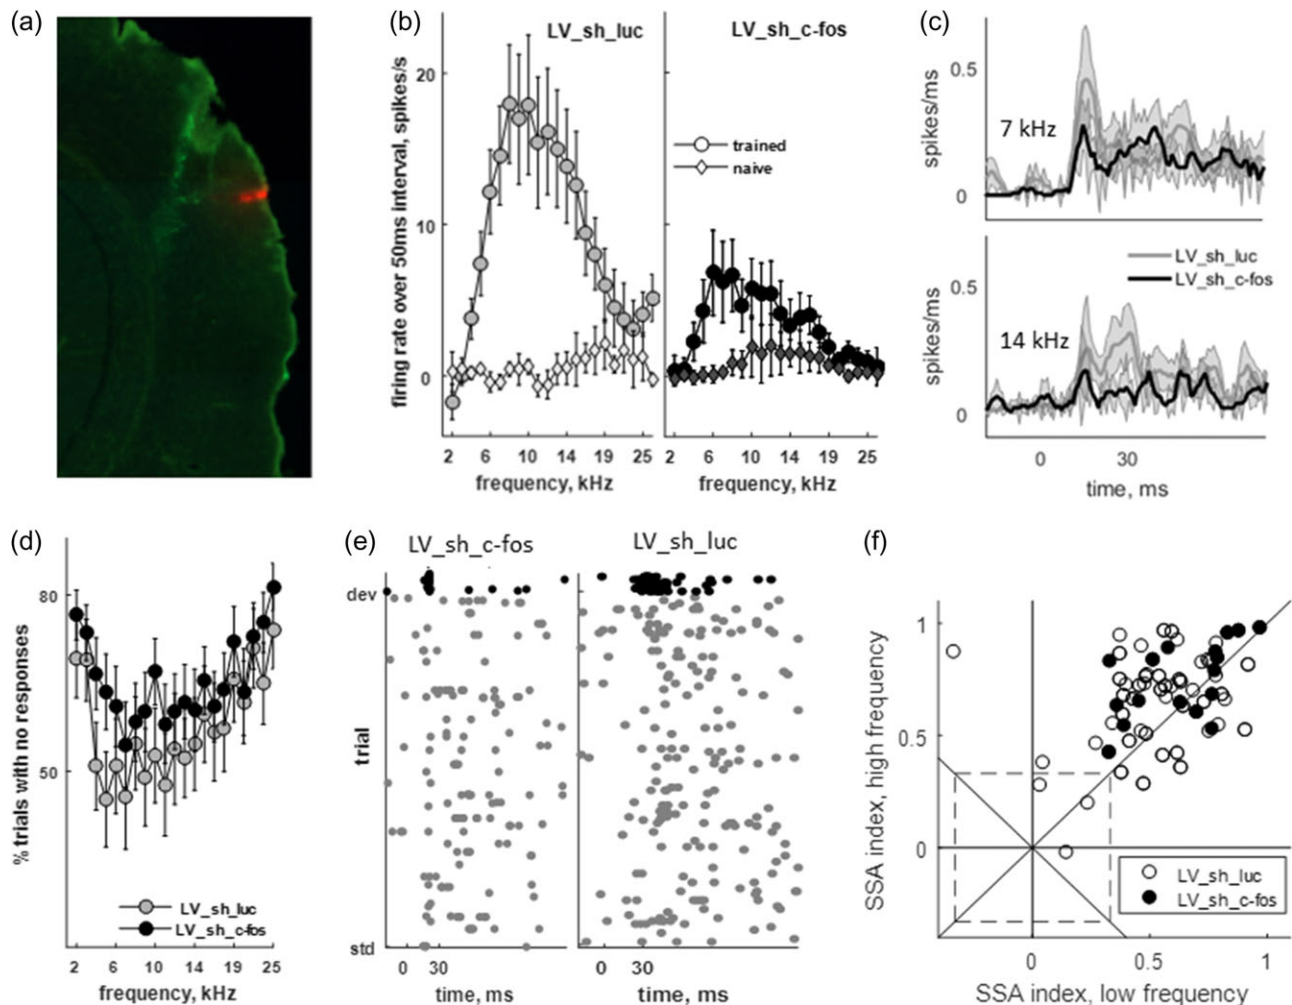 (a)
(b)
LV_sh_luc
LV_sh_c-fos
firing rate over 50ms interval, spikes/s
20
10
0
trained
naive
2 6 10 14 19 25
2 6 10 14 19 25
frequency, kHz
frequency, kHz
(c)
spikes/ms
0.5
7 kHz
0
LV_sh_luc
LV_sh_c-fos
spikes/ms
0.5
14 kHz
0
0 30
time, ms
(d)
% trials with no responses
80
50
LV_sh_luc
LV_sh_c-fos
2 6 10 14 19 25
frequency, kHz
(e)
LV_sh_c-fos
LV_sh_luc
dev
trial
std
0 30
0 30
time, ms
time, ms
(f)
SSA index, high frequency
1
0.5
0
LV_sh_luc
LV_sh_c-fos
0 0.5 1
SSA index, low frequency